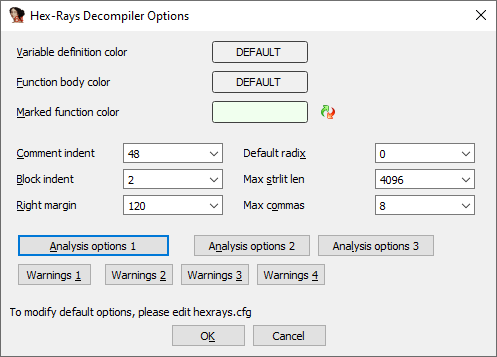 Hex-Rays Decompiler Options
Variable definition color DEFAULT
Function body color DEFAULT
Marked function color
Comment indent 48 Default radix 0
Block indent 2 Max strlit len 4096
Right margin 120 Max commas 8
Analysis options 1 Analysis options 2 Analysis options 3
Warnings 1 Warnings 2 Warnings 3 Warnings 4
To modify default options, please edit hexrays.cfg
OK Cancel